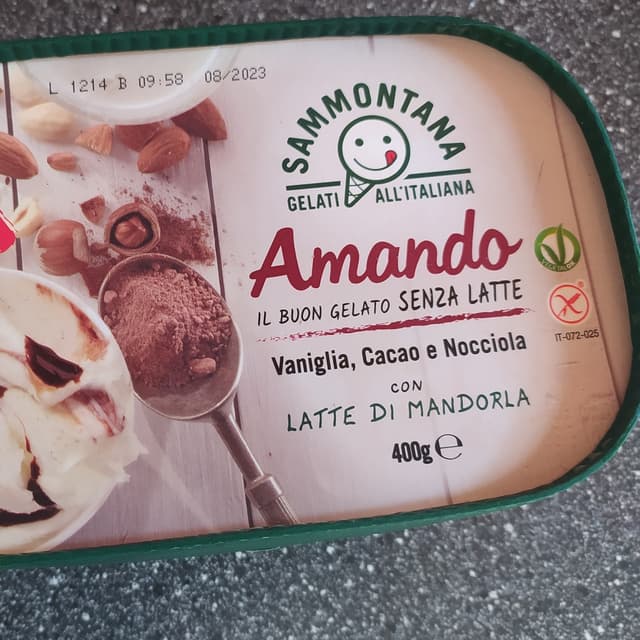 L 1214 B 09:58 08/2023
SAMMONTANA
GELATI ALL'ITALIANA
Amando
IL BUON GELATO SENZA LATTE
Vaniglia, Cacao e Nocciola
CON
LATTE DI MANDORLA
400g ℮
IT-072-025